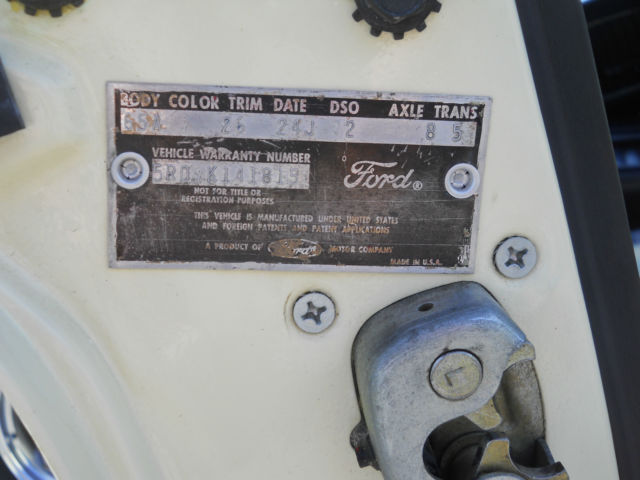 BODY COLOR TRIM DATE DSO AXLE TRANS
26 24J 2 8 5
VEHICLE WARRANTY NUMBER
Ford®
NOT FOR TITLE OR
REGISTRATION PURPOSES
THIS VEHICLE IS MANUFACTURED UNDER UNITED STATES
AND FOREIGN PATENTS AND PATENT APPLICATIONS
A PRODUCT OF Ford MOTOR COMPANY
MADE IN U.S.A.